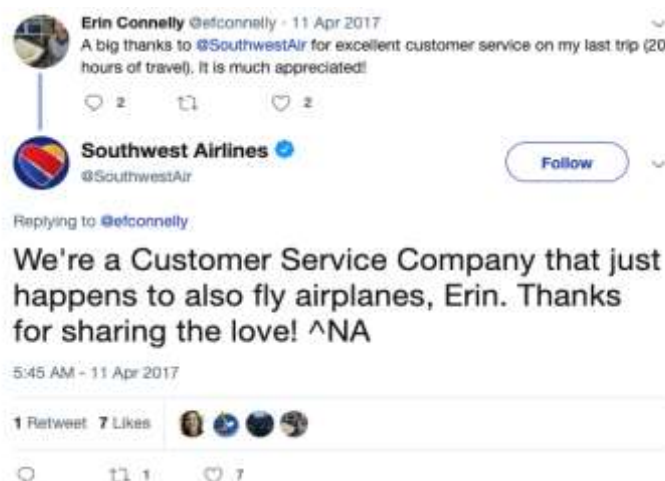 Erin Connelly @efconnelly · 11 Apr 2017
A big thanks to @SouthwestAir for excellent customer service on my last trip (20
hours of travel). It is much appreciated!
2 2
Southwest Airlines
@SouthwestAir
Follow
Replying to @efconnelly
We're a Customer Service Company that just
happens to also fly airplanes, Erin. Thanks
for sharing the love! ^NA
5:45 AM - 11 Apr 2017
1 Retweet 7 Likes
1 7